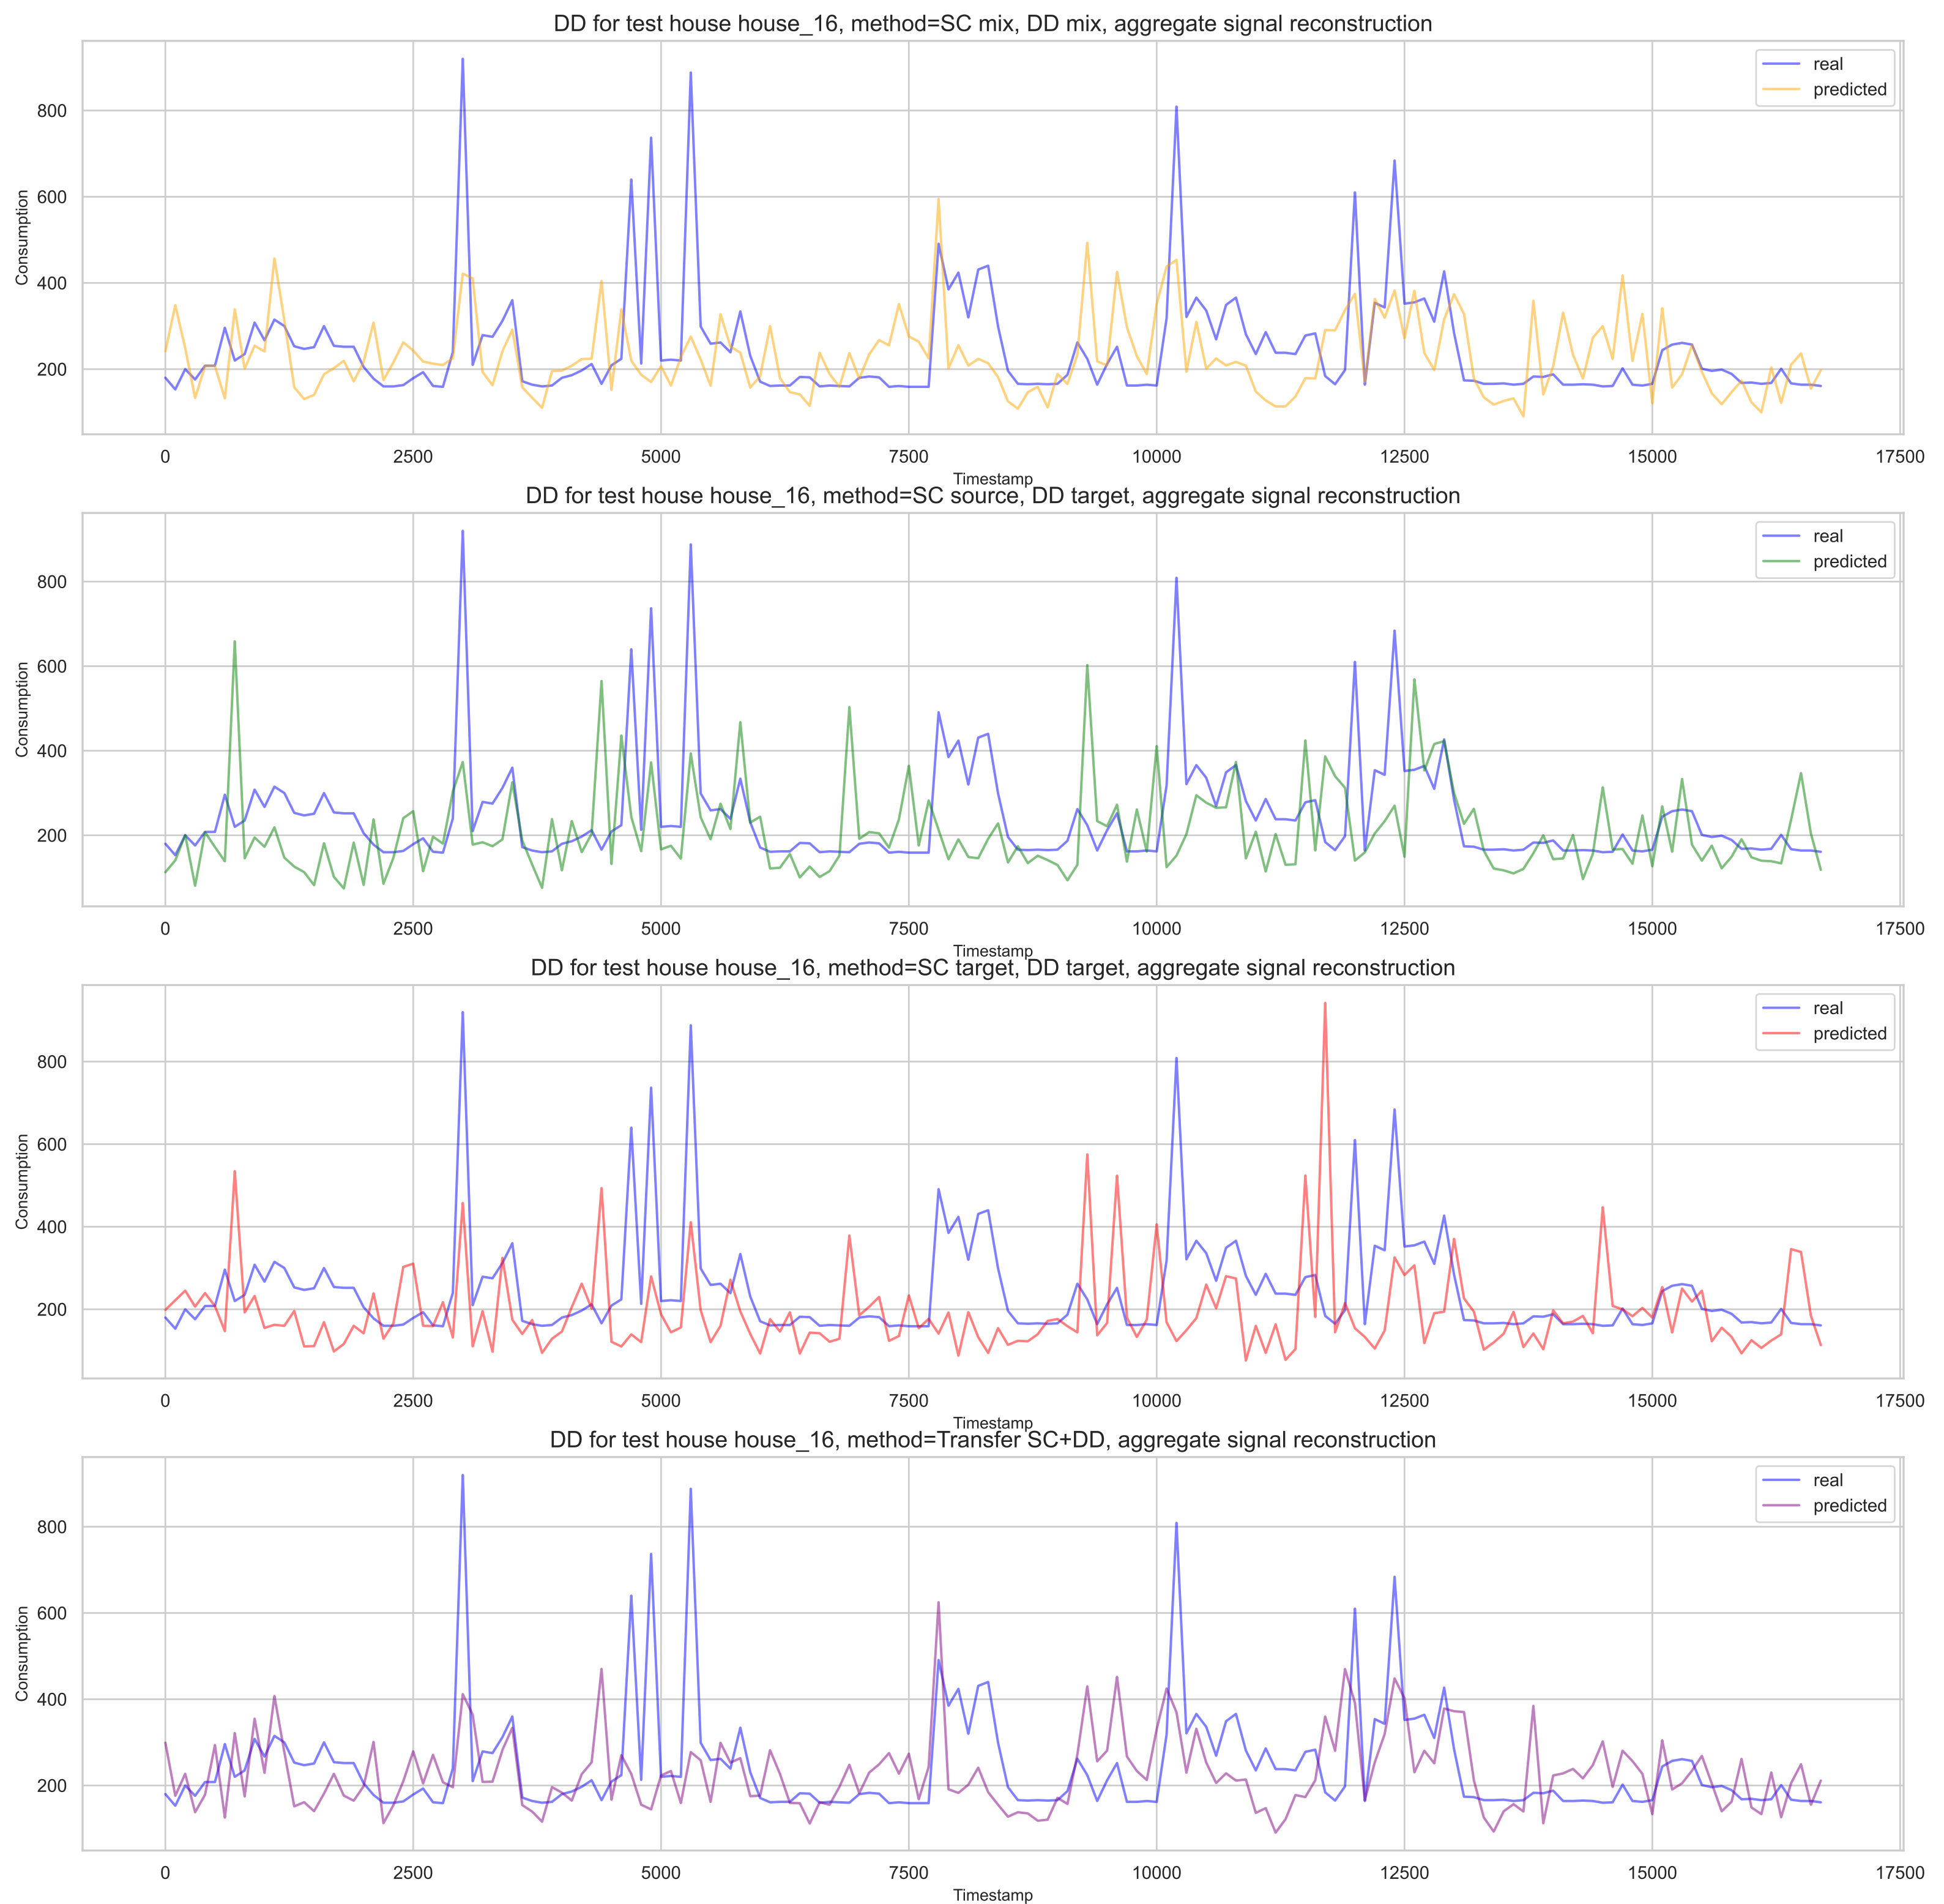 DD for test house house_16, method=SC mix, DD mix, aggregate signal reconstruction
real
predicted
800
600
400
200
Consumption
0 2500 5000 7500 10000 12500 15000 17500
Timestamp
DD for test house house_16, method=SC source, DD target, aggregate signal reconstruction
real
predicted
800
600
400
200
Consumption
0 2500 5000 7500 10000 12500 15000 17500
Timestamp
DD for test house house_16, method=SC target, DD target, aggregate signal reconstruction
real
predicted
800
600
400
200
Consumption
0 2500 5000 7500 10000 12500 15000 17500
Timestamp
DD for test house house_16, method=Transfer SC+DD, aggregate signal reconstruction
real
predicted
800
600
400
200
Consumption
0 2500 5000 7500 10000 12500 15000 17500
Timestamp